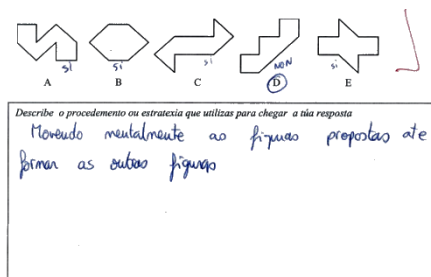 si si si NON si
A B C D E
Describe o procedemento ou estratexia que utilizas para chegar a túa resposta
Movendo mentalmente as figuras propostas ate
formar as outras figuras